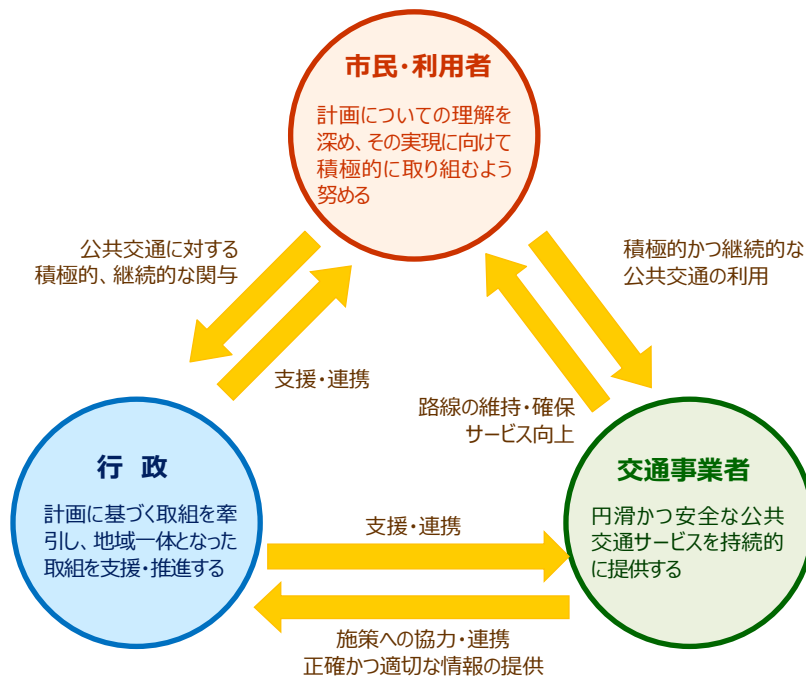 市民・利用者
計画についての理解を
深め、その実現に向けて
積極的に取り組むよう
努める
公共交通に対する
積極的、継続的な関与
積極的かつ継続的な
公共交通の利用
支援・連携
路線の維持・確保
サービス向上
行 政
計画に基づく取組を牽
引し、地域一体となった
取組を支援・推進する
支援・連携
交通事業者
円滑かつ安全な公共
交通サービスを持続的
に提供する
施策への協力・連携
正確かつ適切な情報の提供